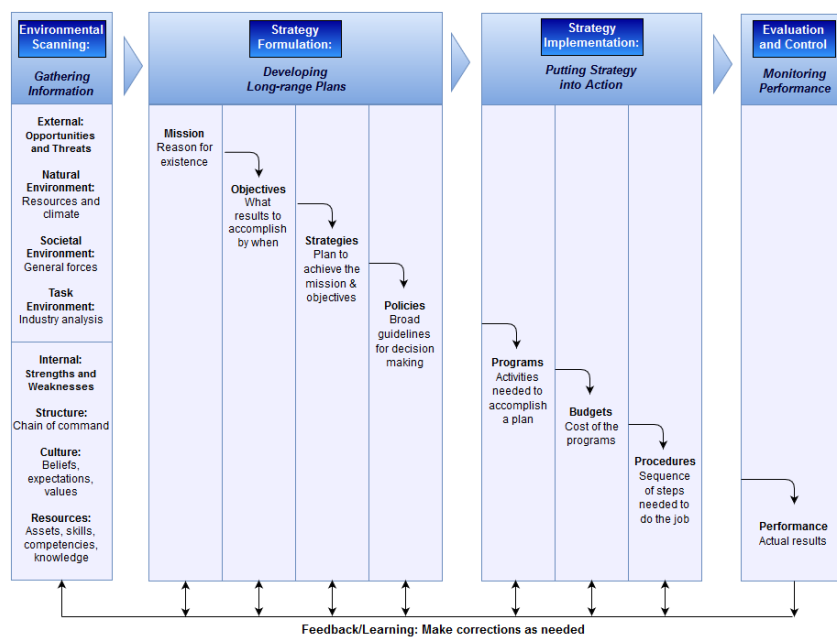 Environmental
Scanning:
Gathering
Information
External:
Opportunities
and Threats
Natural
Environment:
Resources and
climate
Societal
Environment:
General forces
Task
Environment:
Industry analysis
Internal:
Strengths and
Weaknesses
Structure:
Chain of command
Culture:
Beliefs,
expectations,
values
Resources:
Assets, skills,
competencies,
knowledge
Strategy
Formulation:
Developing
Long-range Plans
Mission
Reason for
existence
Objectives
What
results to
accomplish
by when
Strategies
Plan to
achieve the
mission &
objectives
Policies
Broad
guidelines
for decision
making
Strategy
Implementation:
Putting Strategy
into Action
Programs
Activities
needed to
accomplish
a plan
Budgets
Cost of the
programs
Procedures
Sequence
of steps
needed to
do the job
Evaluation
and Control
Monitoring
Performance
Performance
Actual results
Feedback/Learning: Make corrections as needed